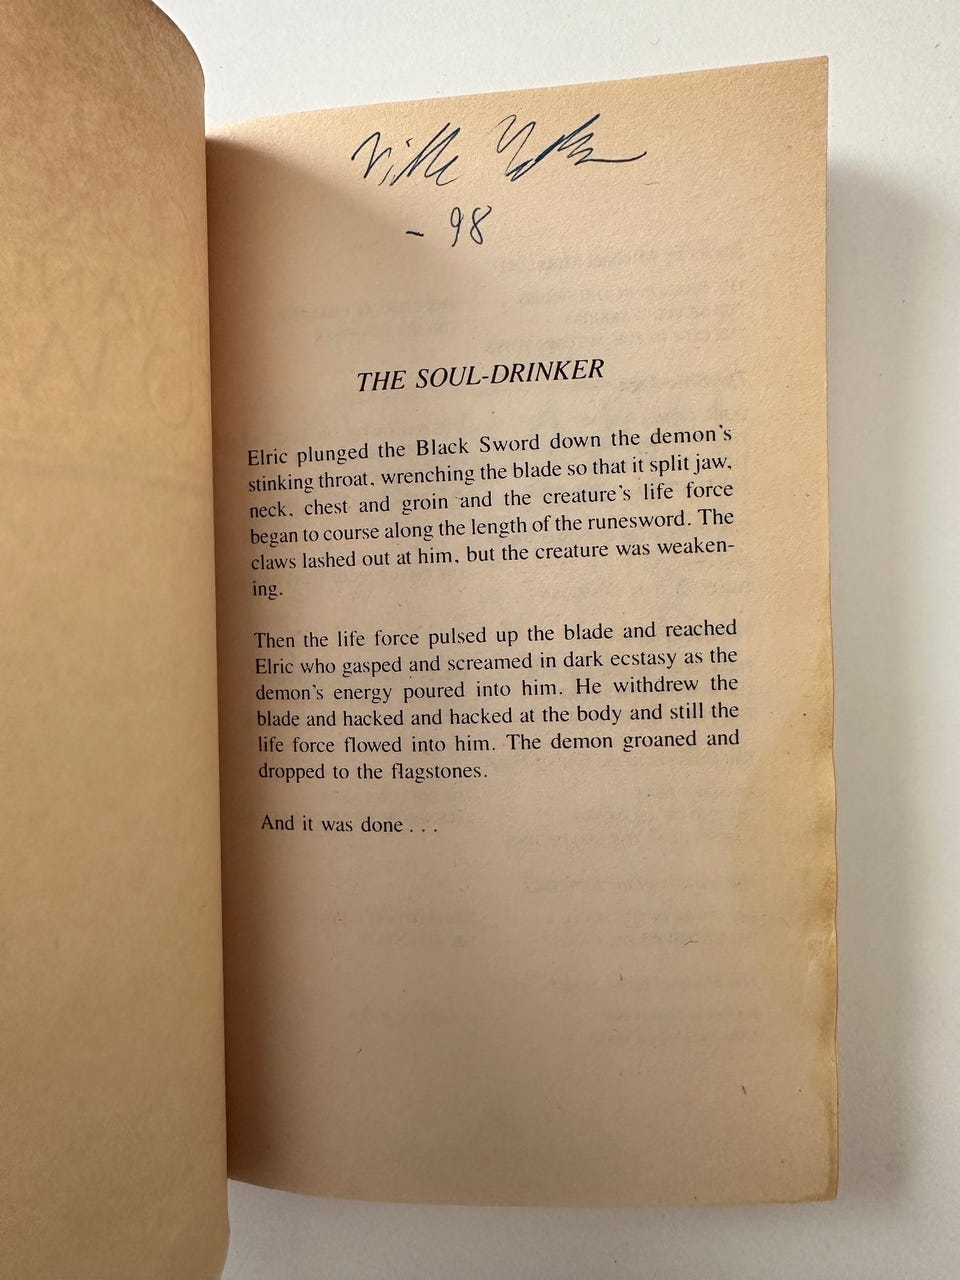 Ville
- 98
THE SOUL-DRINKER
Elric plunged the Black Sword down the demon's
stinking throat, wrenching the blade so that it split jaw,
neck, chest and groin and the creature's life force
began to course along the length of the runesword. The
claws lashed out at him, but the creature was weaken-
ing.
Then the life force pulsed up the blade and reached
Elric who gasped and screamed in dark ecstasy as the
demon's energy poured into him. He withdrew the
blade and hacked and hacked at the body and still the
life force flowed into him. The demon groaned and
dropped to the flagstones.
And it was done . . .